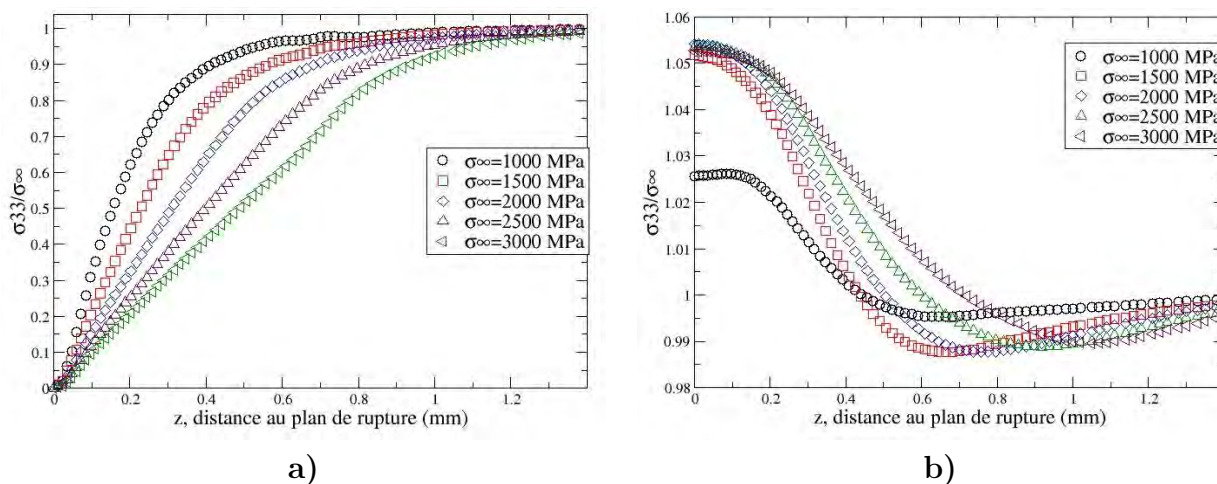 1
0.9
0.8
0.7
0.6
0.5
0.4
0.3
0.2
0.1
0
σ33/σ∞
0 0.2 0.4 0.6 0.8 1 1.2
z, distance au plan de rupture (mm)
σ∞=1000 MPa
σ∞=1500 MPa
σ∞=2000 MPa
σ∞=2500 MPa
σ∞=3000 MPa
a)
1.06
1.05
1.04
1.03
1.02
1.01
1
0.99
0.98
σ33/σ∞
0 0.2 0.4 0.6 0.8 1 1.2
z, distance au plan de rupture (mm)
σ∞=1000 MPa
σ∞=1500 MPa
σ∞=2000 MPa
σ∞=2500 MPa
σ∞=3000 MPa
b)